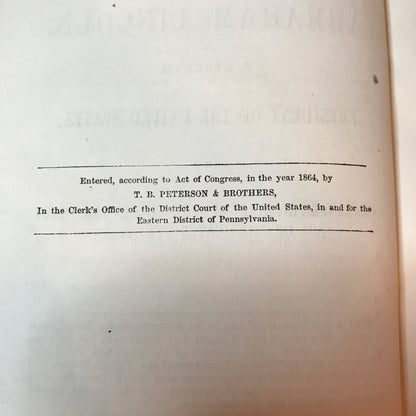 Entered, according to Act of Congress, in the year 1864, by
T. B. PETERSON & BROTHERS,
In the Clerk's Office of the District Court of the United States, in and for the
Eastern District of Pennsylvania.